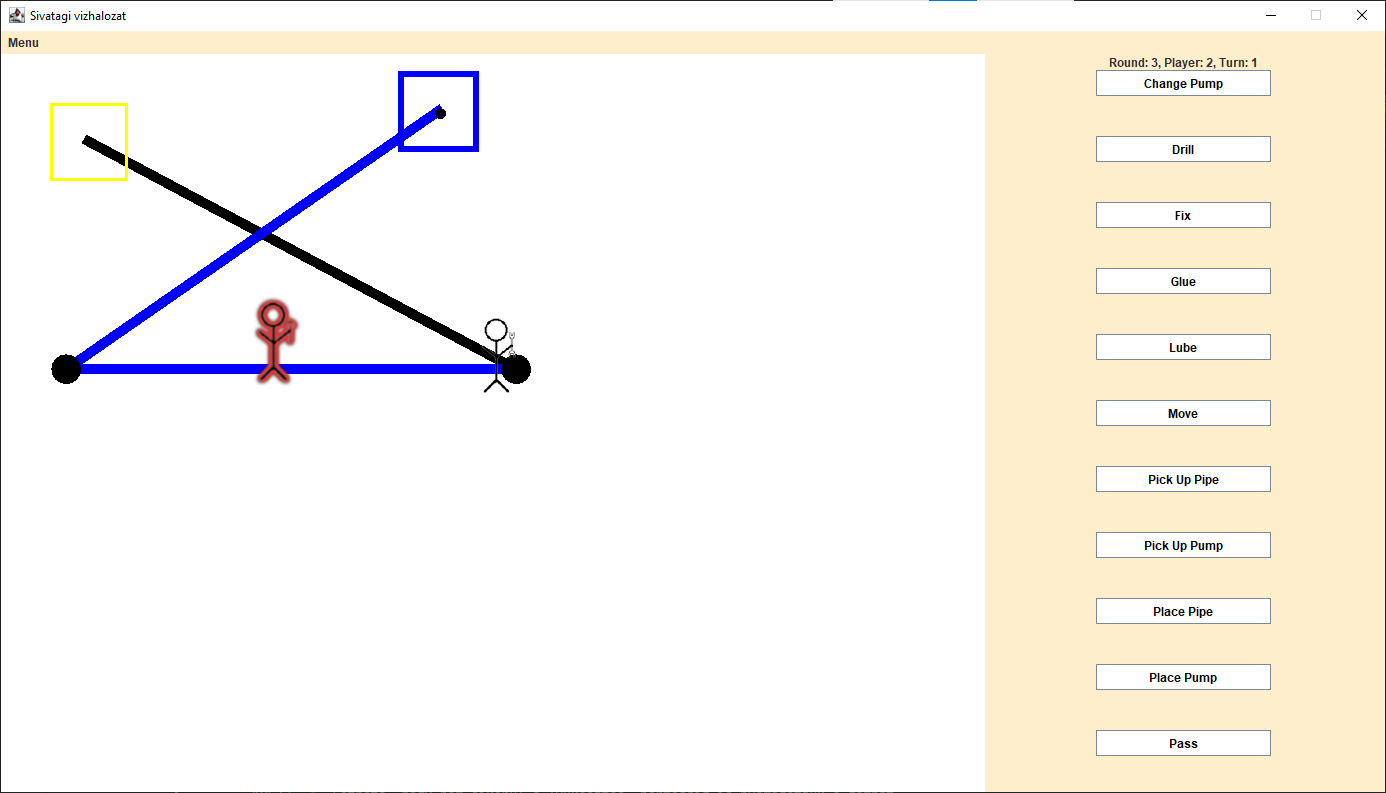 Sivatagi vizhalozat
Menu
Round: 3, Player: 2, Turn: 1
Change Pump
Drill
Fix
Glue
Lube
Move
Pick Up Pipe
Pick Up Pump
Place Pipe
Place Pump
Pass